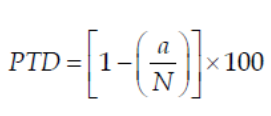 PTD = [1 − (a/N)] × 100